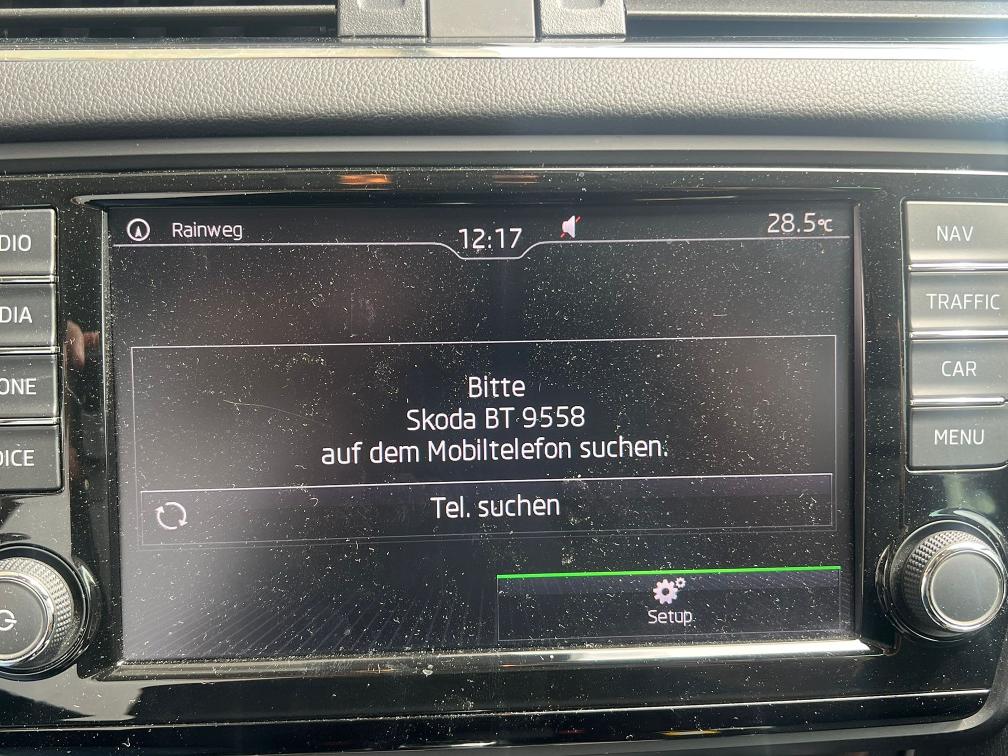 Rainweg
12:17
28.5°C
DIO
DIA
ONE
OICE
NAV
TRAFFIC
CAR
MENU
Bitte
Skoda BT 9558
auf dem Mobiltelefon suchen.
Tel. suchen
Setup